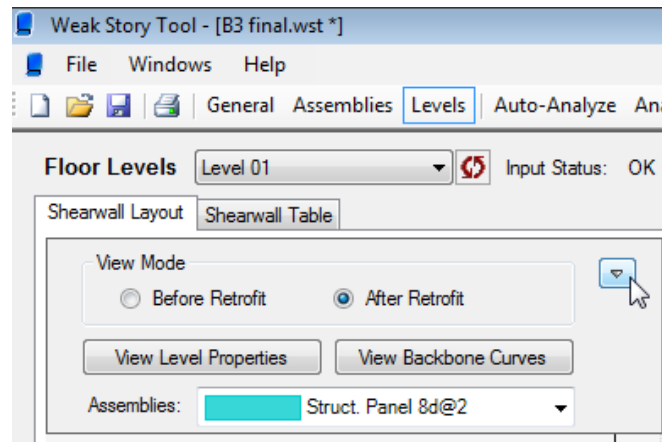 Weak Story Tool - [B3 final.wst *]
File Windows Help
General Assemblies Levels Auto-Analyze
Floor Levels Level 01 Input Status: OK
Shearwall Layout Shearwall Table
View Mode
Before Retrofit After Retrofit
View Level Properties View Backbone Curves
Assemblies: Struct. Panel 8d@2